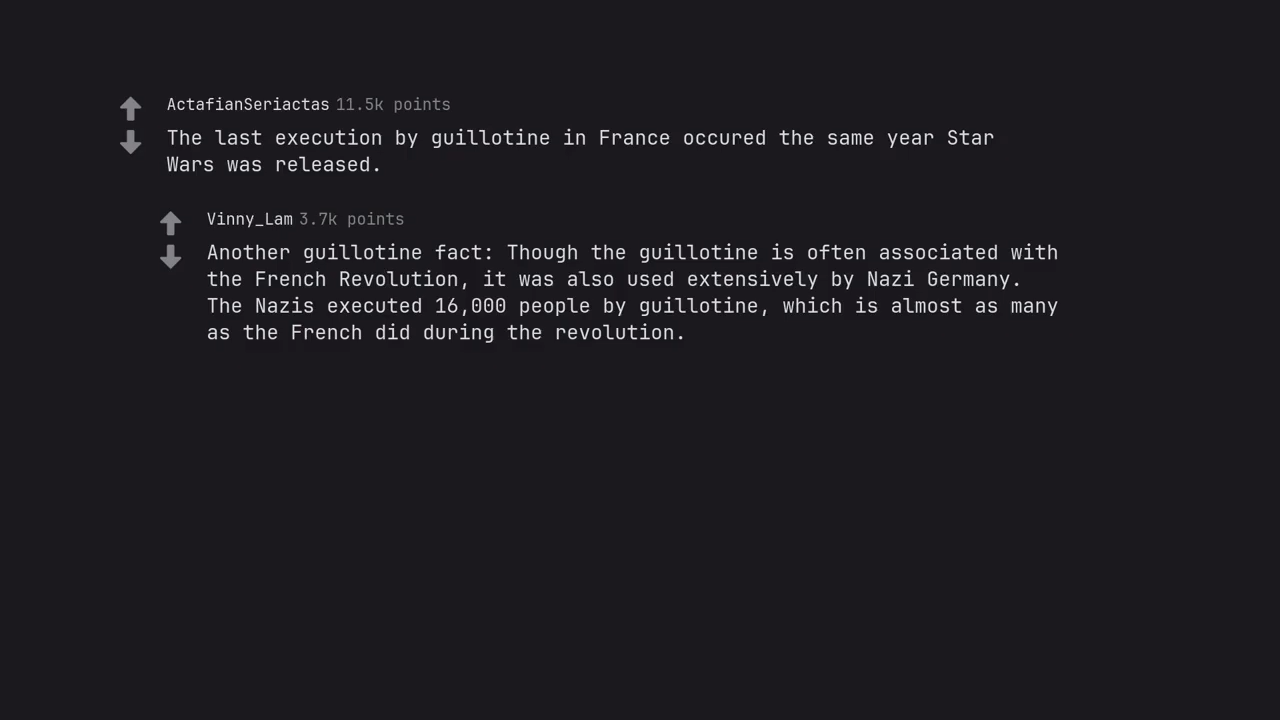 ActafianSeriactas 11.5k points
The last execution by guillotine in France occured the same year Star
Wars was released.
Vinny_Lam 3.7k points
Another guillotine fact: Though the guillotine is often associated with
the French Revolution, it was also used extensively by Nazi Germany.
The Nazis executed 16,000 people by guillotine, which is almost as many
as the French did during the revolution.